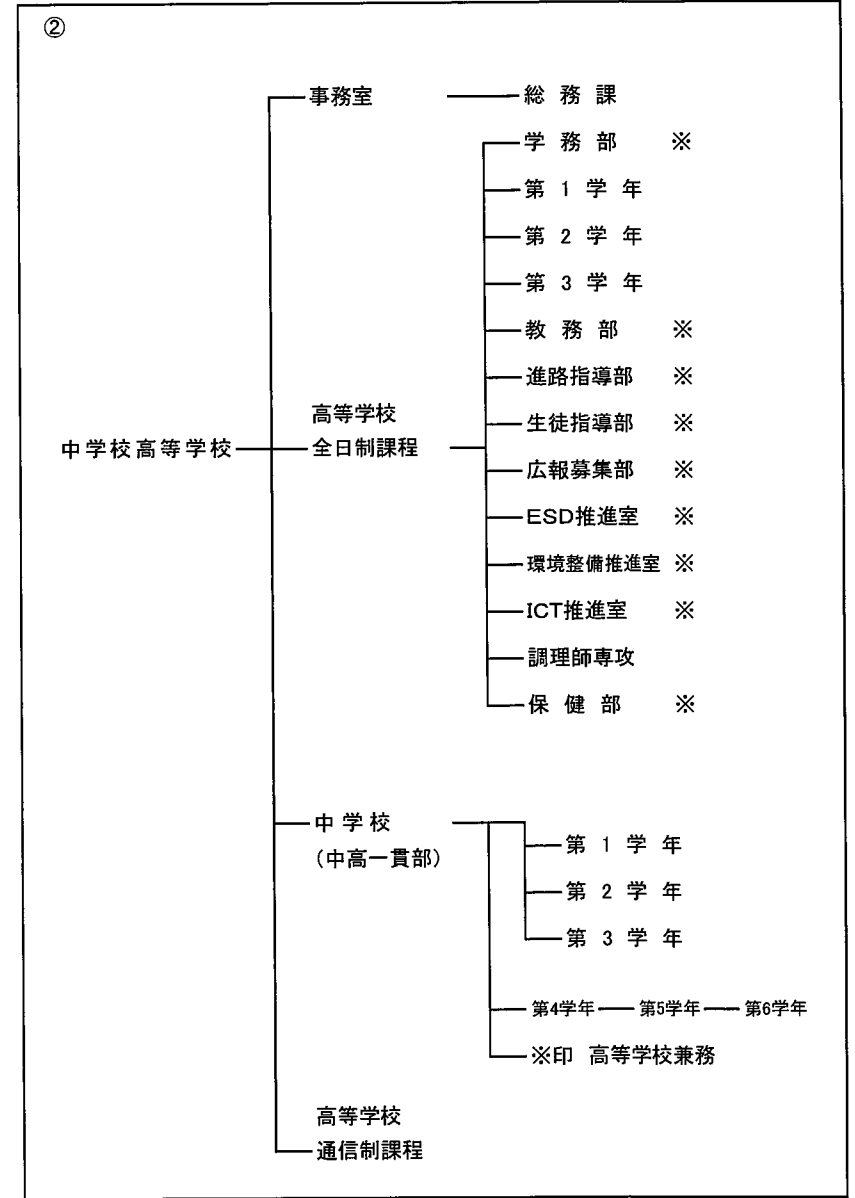 ②
事務室 総務課
学務部 ※
第1学年
第2学年
第3学年
教務部 ※
進路指導部 ※
高等学校
生徒指導部 ※
中学校高等学校 全日制課程
広報募集部 ※
ESD推進室 ※
環境整備推進室 ※
ICT推進室 ※
調理師専攻
保健部 ※
中学校
(中高一貫部)
第1学年
第2学年
第3学年
第4学年 第5学年 第6学年
※印 高等学校兼務
高等学校
通信制課程